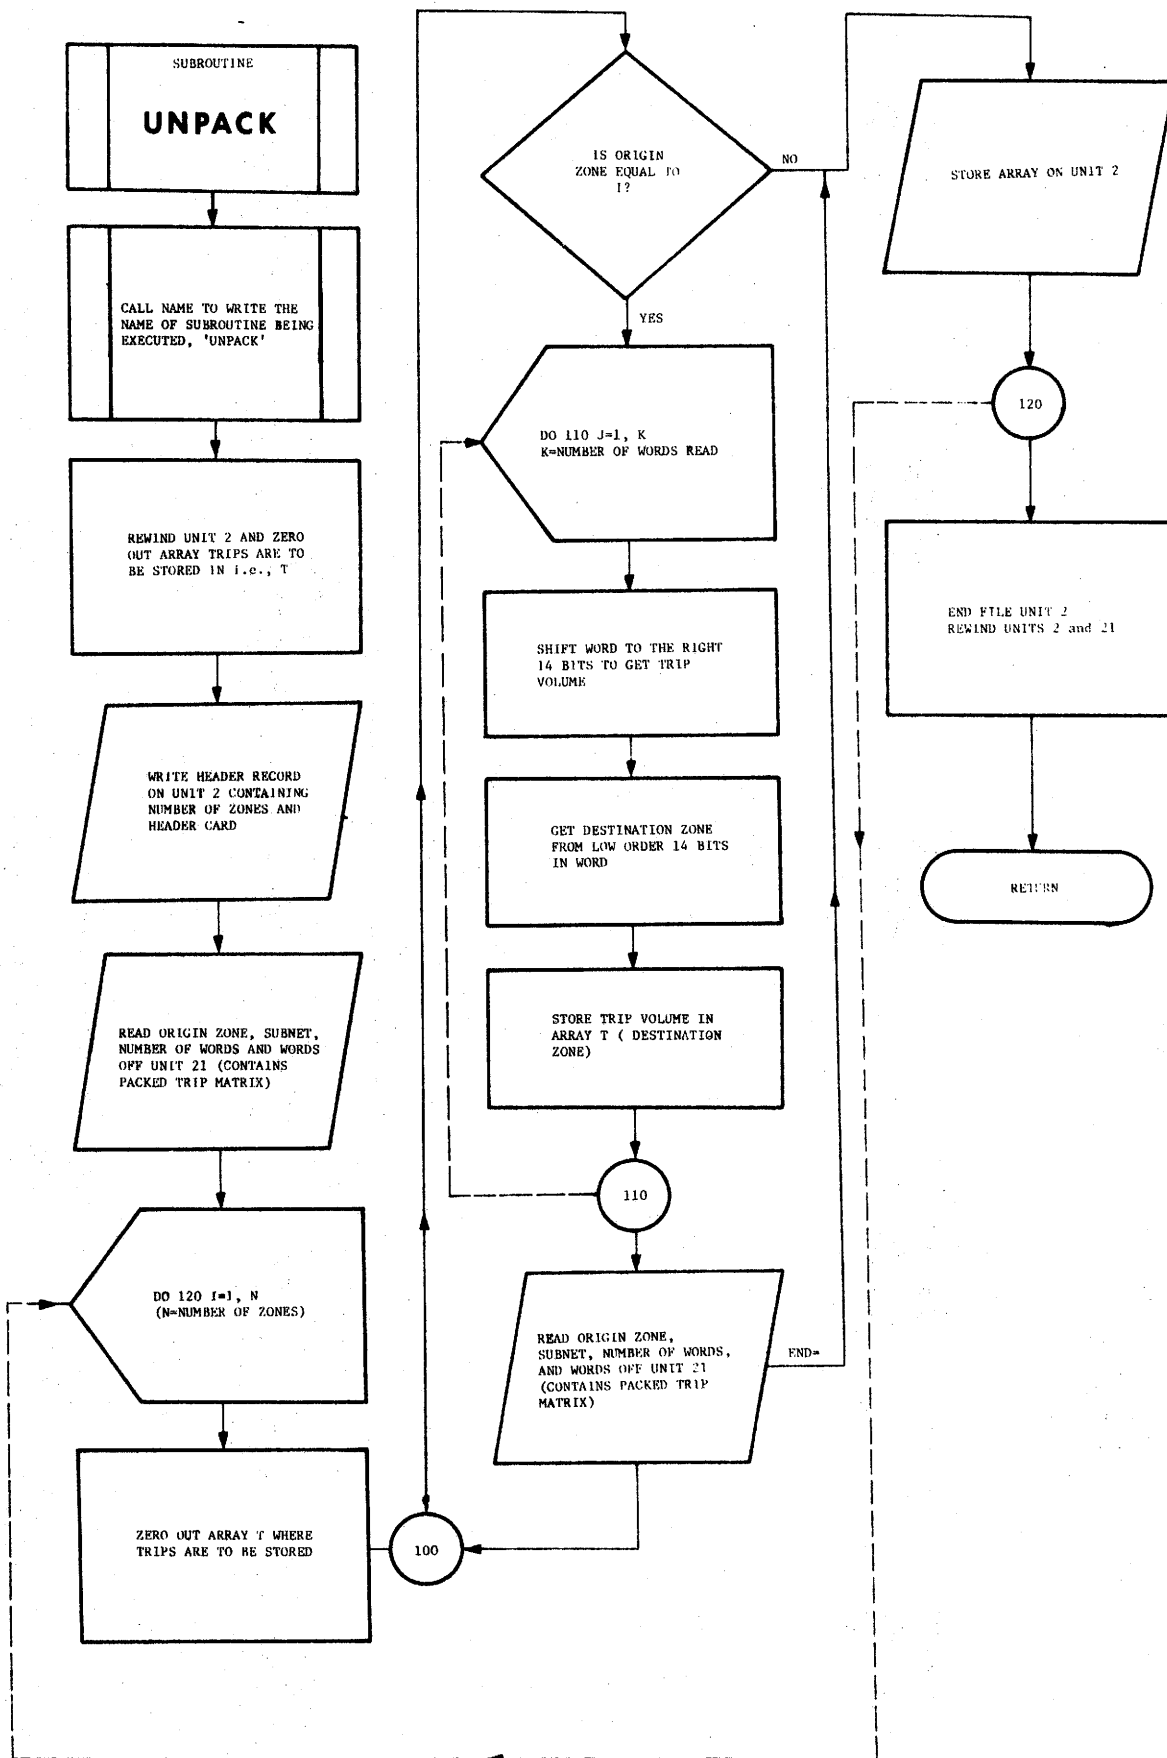 SUBROUTINE
UNPACK
CALL NAME TO WRITE THE
NAME OF SUBROUTINE BEING
EXECUTED, 'UNPACK'
REWIND UNIT 2 AND ZERO
OUT ARRAY TRIPS ARE TO
BE STORED IN i.e., T
WRITE HEADER RECORD
ON UNIT 2 CONTAINING
NUMBER OF ZONES AND
HEADER CARD
READ ORIGIN ZONE, SUBNET,
NUMBER OF WORDS AND WORDS
OFF UNIT 21 (CONTAINS
PACKED TRIP MATRIX)
DO 120 I=1, N
(N=NUMBER OF ZONES)
ZERO OUT ARRAY T WHERE
TRIPS ARE TO BE STORED
100
IS ORIGIN
ZONE EQUAL TO
I?
NO
YES
DO 110 J=1, K
K=NUMBER OF WORDS READ
SHIFT WORD TO THE RIGHT
14 BITS TO GET TRIP
VOLUME
GET DESTINATION ZONE
FROM LOW ORDER 14 BITS
IN WORD
STORE TRIP VOLUME IN
ARRAY T ( DESTINATION
ZONE)
110
READ ORIGIN ZONE,
SUBNET, NUMBER OF WORDS,
AND WORDS OFF UNIT 21
(CONTAINS PACKED TRIP
MATRIX)
END=
STORE ARRAY ON UNIT 2
120
END FILE UNIT 2
REWIND UNITS 2 and 21
RETURN